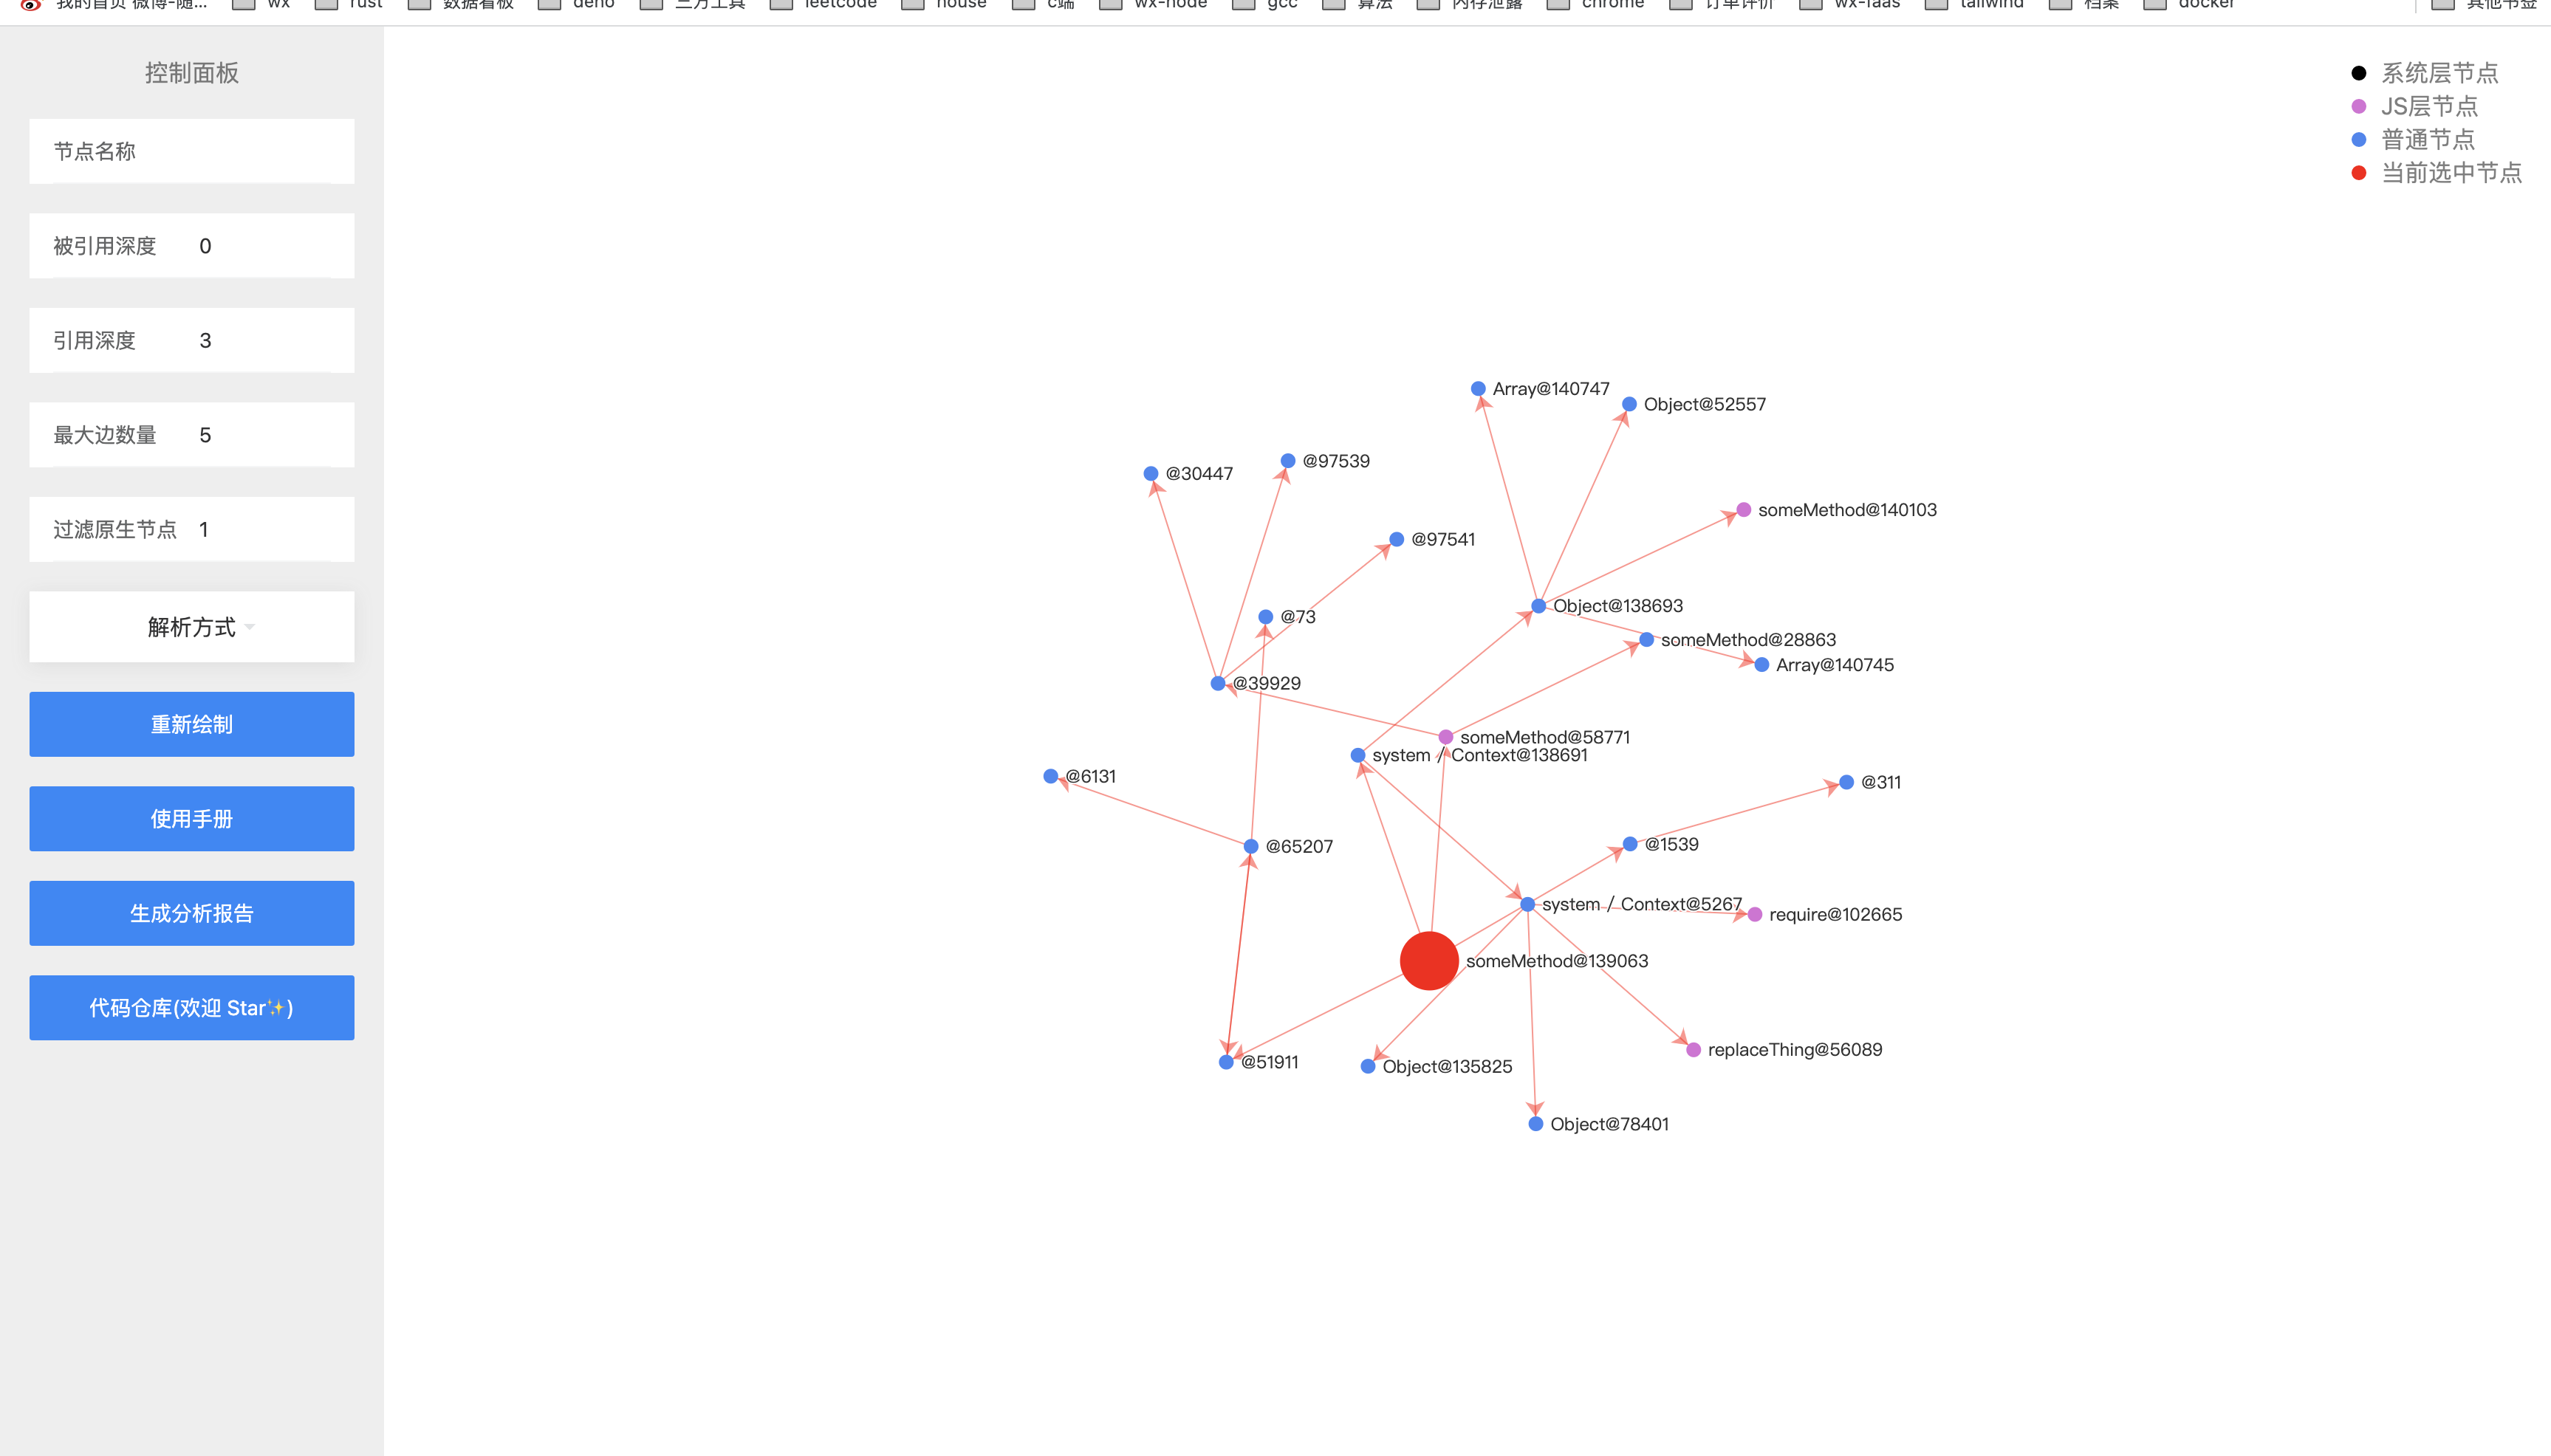 我的首页 微博-随...
wx
rust
数据看板
deno
三方工具
leetcode
house
c端
wx-node
gcc
算法
内存泄露
chrome
订单评价
wx-faas
tailwind
档案
docker
其他书签
控制面板
节点名称
被引用深度 0
引用深度 3
最大边数量 5
过滤原生节点 1
解析方式
重新绘制
使用手册
生成分析报告
代码仓库(欢迎 Star✨)
系统层节点
JS层节点
普通节点
当前选中节点
Array@140747
Object@52557
@97539
@30447
someMethod@140103
@97541
Object@138693
@73
someMethod@28863
Array@140745
@39929
someMethod@58771
system / Context@138691
@6131
@311
@1539
@65207
system / Context@5267
require@102665
someMethod@139063
replaceThing@56089
@51911
Object@135825
Object@78401